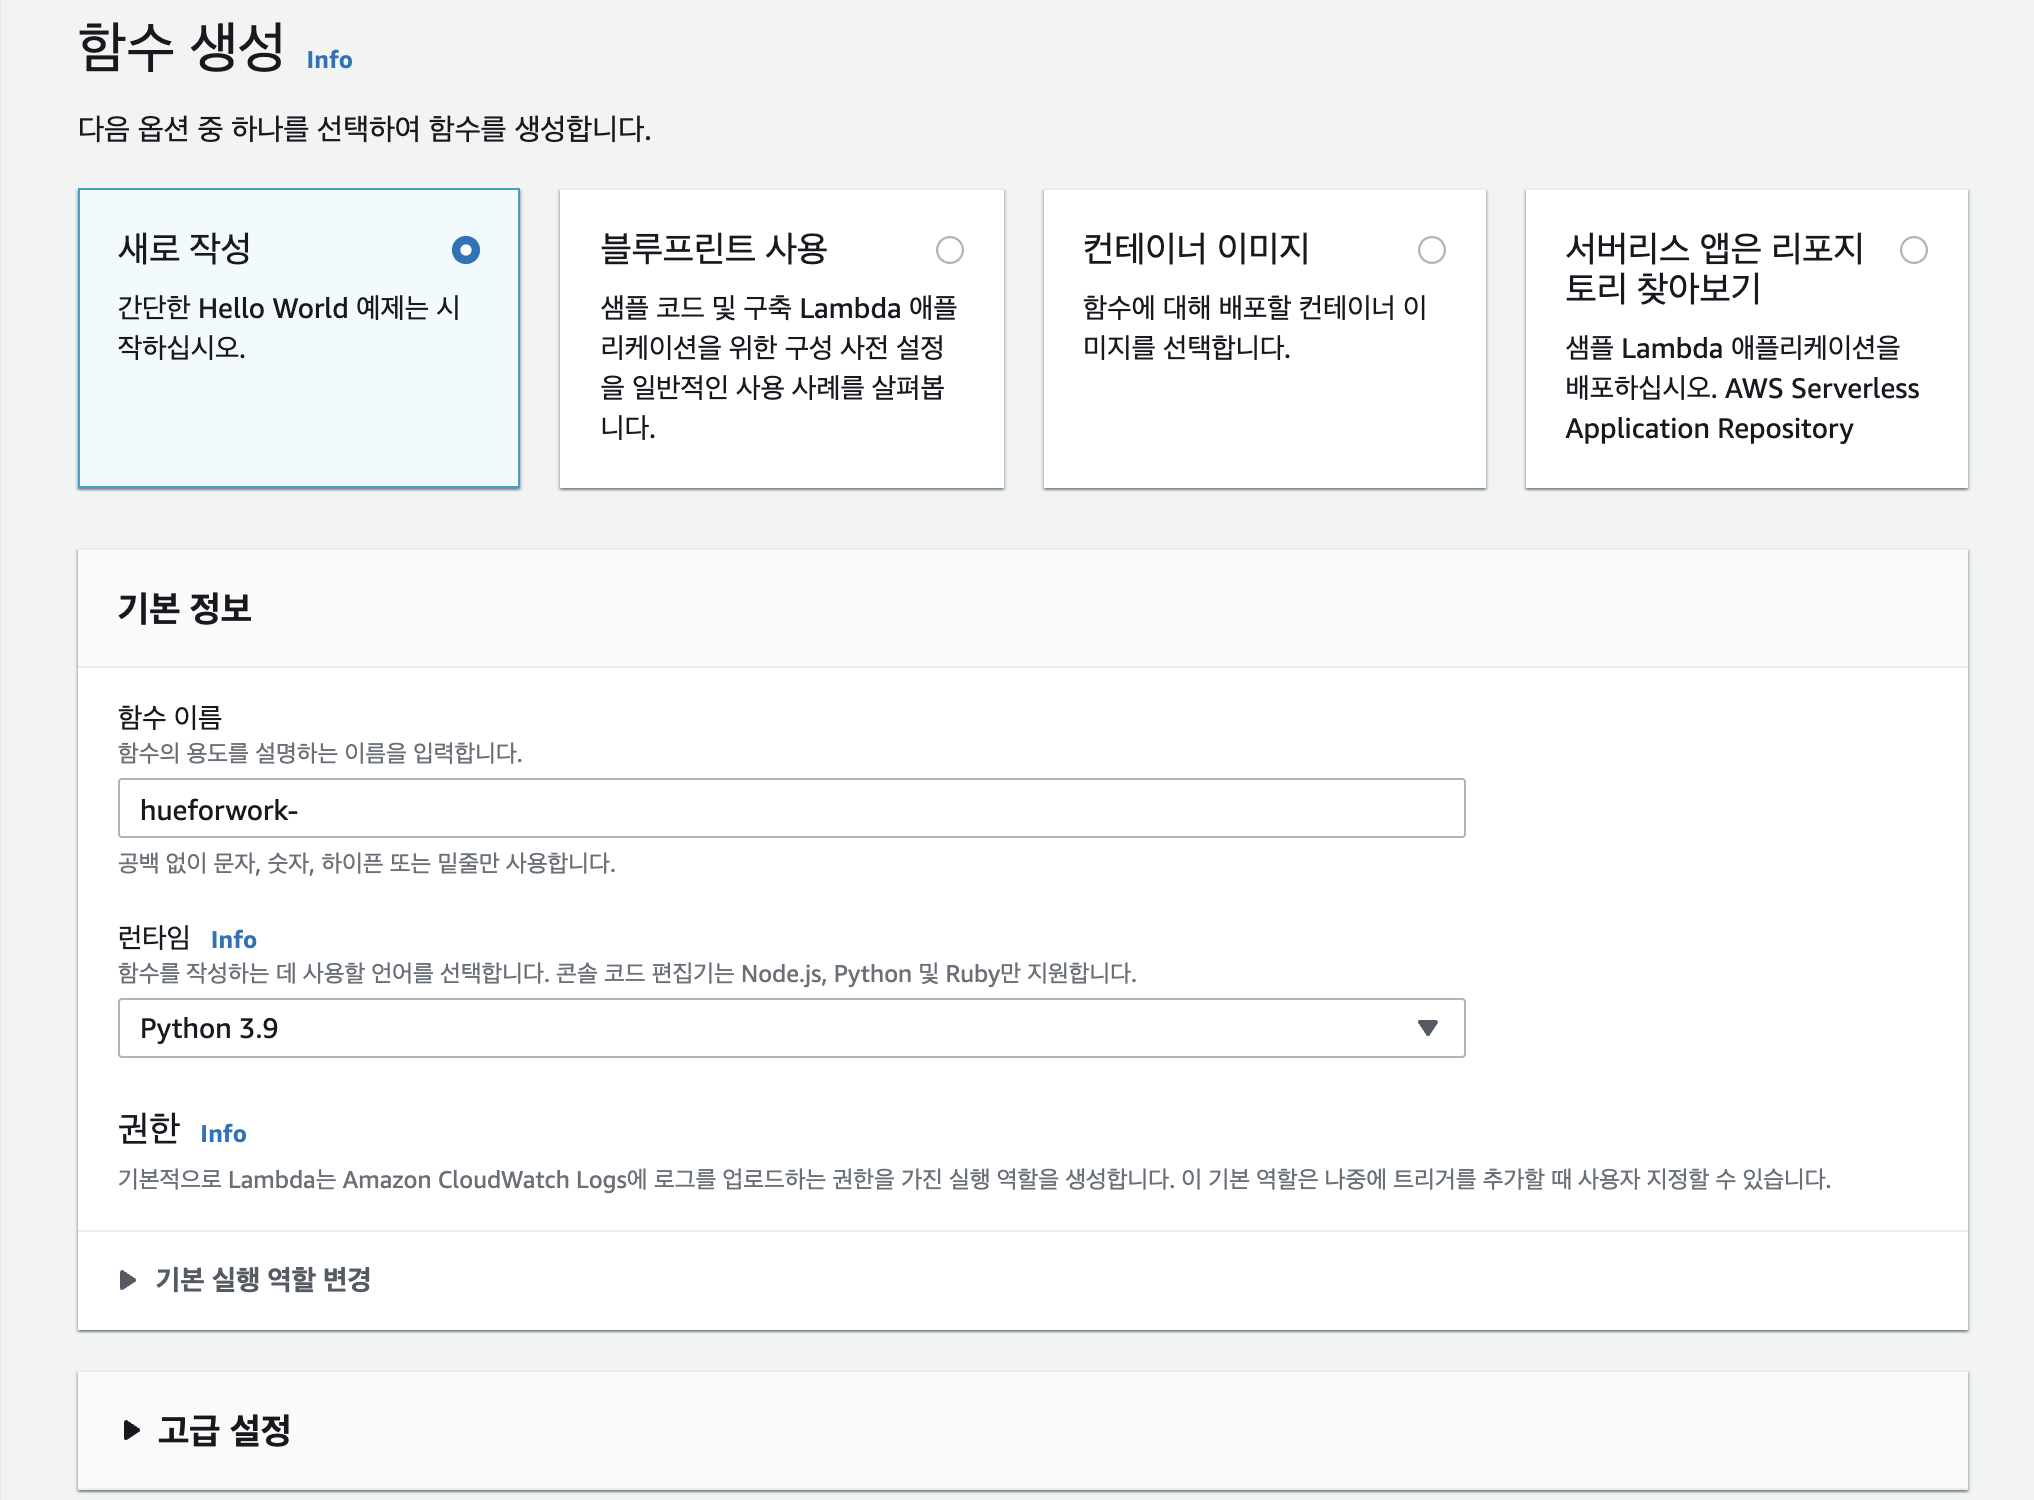 함수 생성 Info
다음 옵션 중 하나를 선택하여 함수를 생성합니다.
새로 작성
간단한 Hello World 예제는 시
작하십시오.
블루프린트 사용
샘플 코드 및 구축 Lambda 애플
리케이션을 위한 구성 사전 설정
을 일반적인 사용 사례를 살펴봅
니다.
컨테이너 이미지
함수에 대해 배포할 컨테이너 이
미지를 선택합니다.
서버리스 앱은 리포지
토리 찾아보기
샘플 Lambda 애플리케이션을
배포하십시오. AWS Serverless
Application Repository
기본 정보
함수 이름
함수의 용도를 설명하는 이름을 입력합니다.
hueforwork-
공백 없이 문자, 숫자, 하이픈 또는 밑줄만 사용합니다.
런타임 Info
함수를 작성하는 데 사용할 언어를 선택합니다. 콘솔 코드 편집기는 Node.js, Python 및 Ruby만 지원합니다.
Python 3.9
권한 Info
기본적으로 Lambda는 Amazon CloudWatch Logs에 로그를 업로드하는 권한을 가진 실행 역할을 생성합니다. 이 기본 역할은 나중에 트리거를 추가할 때 사용자 지정할 수 있습니다.
기본 실행 역할 변경
고급 설정